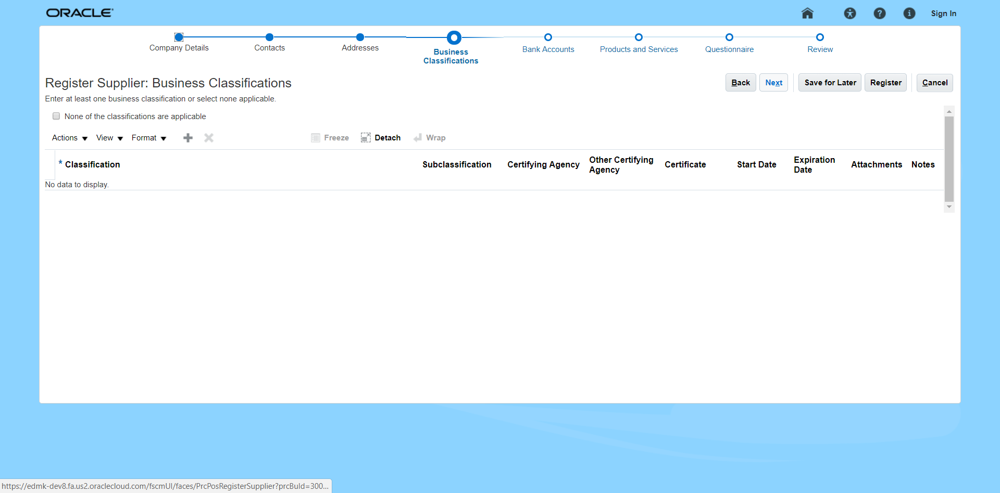 ORACLE
Sign In
Company Details
Contacts
Addresses
Business
Classifications
Bank Accounts
Products and Services
Questionnaire
Review
Register Supplier: Business Classifications
Back
Next
Save for Later
Register
Cancel
Enter at least one business classification or select none applicable.
None of the classifications are applicable
Actions
View
Format
Freeze
Detach
Wrap
* Classification
Subclassification
Certifying Agency
Other Certifying
Agency
Certificate
Start Date
Expiration
Date
Attachments
Notes
No data to display.
https://edmk-dev8.fa.us2.oraclecloud.com/fscmUI/faces/PrcPosRegisterSupplier?prcBuId=300...